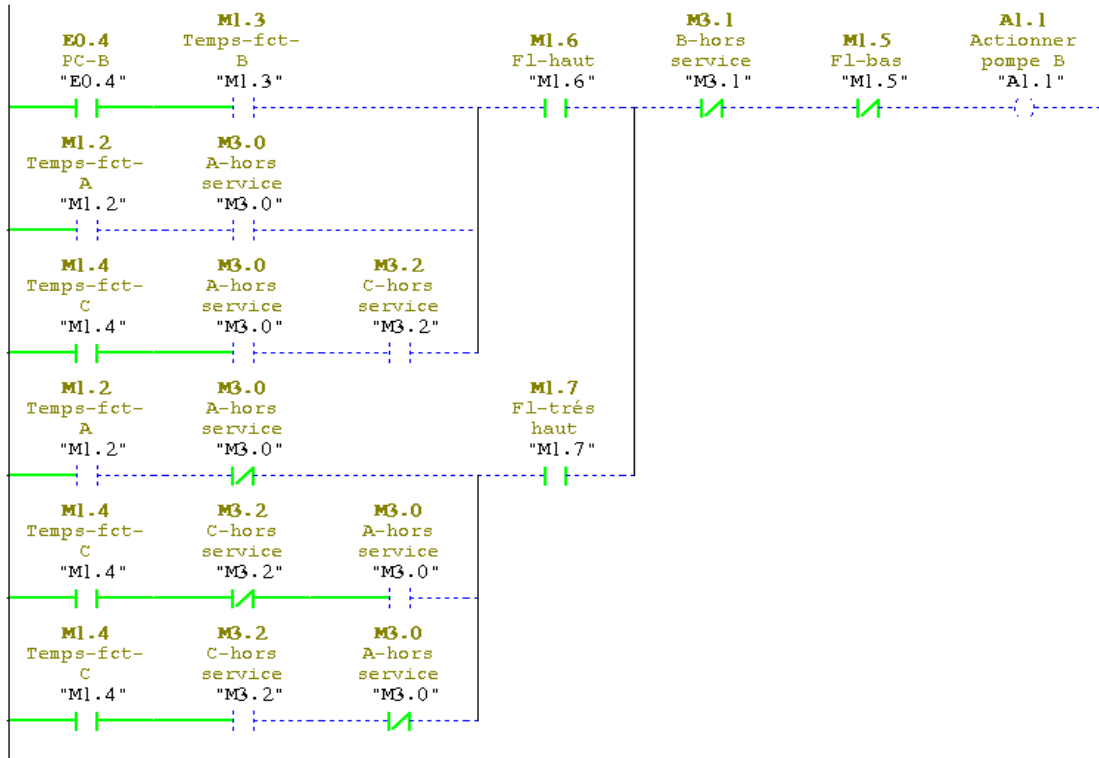 M1.3
M3.1
A1.1
E0.4
Temps-fct-
M1.6
B-hors
M1.5
Actionner
PC-B
B
Fl-haut
service
Fl-bas
pompe B
"E0.4"
"M1.3"
"M1.6"
"M3.1"
"M1.5"
"A1.1"
M1.2
M3.0
Temps-fct-
A-hors
A
service
"M1.2"
"M3.0"
M1.4
M3.0
M3.2
Temps-fct-
A-hors
C-hors
C
service
service
"M1.4"
"M3.0"
"M3.2"
M1.2
M3.0
M1.7
Temps-fct-
A-hors
Fl-trés
A
service
haut
"M1.2"
"M3.0"
"M1.7"
M1.4
M3.2
M3.0
Temps-fct-
C-hors
A-hors
C
service
service
"M1.4"
"M3.2"
"M3.0"
M1.4
M3.2
M3.0
Temps-fct-
C-hors
A-hors
C
service
service
"M1.4"
"M3.2"
"M3.0"